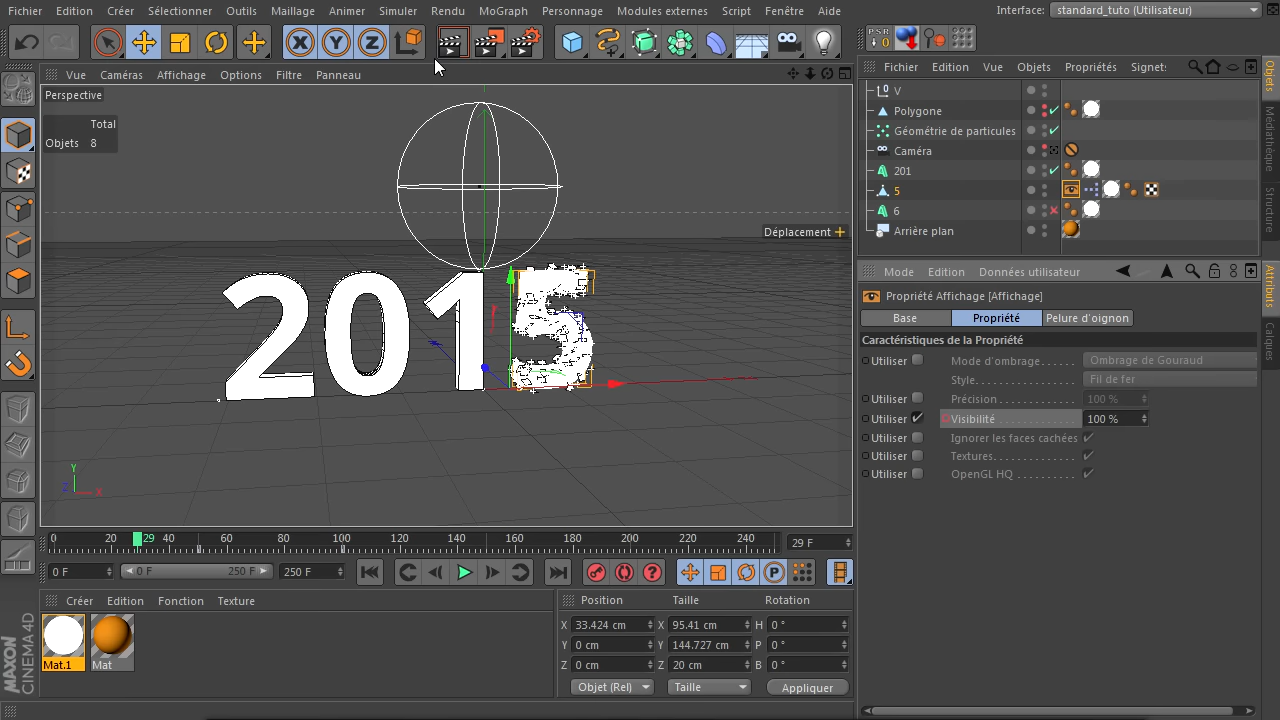 Fichier Edition Créer Sélectionner Outils Maillage Animer Simuler Rendu MoGraph Personnage Modules externes Script Fenêtre Aide Interface: standard_tuto (Utilisateur)
X Y Z PSR 0
Vue Caméras Affichage Options Filtre Panneau
Fichier Edition Vue Objets Propriétés Signets
Perspective
Total
Objets 8
Déplacement
2015
Y
Z X
V
Polygone
Géométrie de particules
Caméra
201
5
6
Arrière plan
Objets
Médiathèque
Structure
Mode Edition Données utilisateur
Propriété Affichage [Affichage]
Base Propriété Pelure d'oignon
Caractéristiques de la Propriété
Utiliser Mode d'ombrage Ombrage de Gouraud
Style Fil de fer
Utiliser Précision 100 %
Utiliser Visibilité 100 %
Utiliser Ignorer les faces cachées
Utiliser Textures
Utiliser OpenGL HQ
Attributs
Calques
0 20 29 40 60 80 100 120 140 160 180 200 220 240 29 F
0 F 0 F 250 F 250 F
P
Créer Edition Fonction Texture
Mat.1 Mat
MAXON
CINEMA 4D
Position Taille Rotation
X 33.424 cm X 95.41 cm H 0 °
Y 0 cm Y 144.727 cm P 0 °
Z 0 cm Z 20 cm B 0 °
Objet (Rel) Taille Appliquer